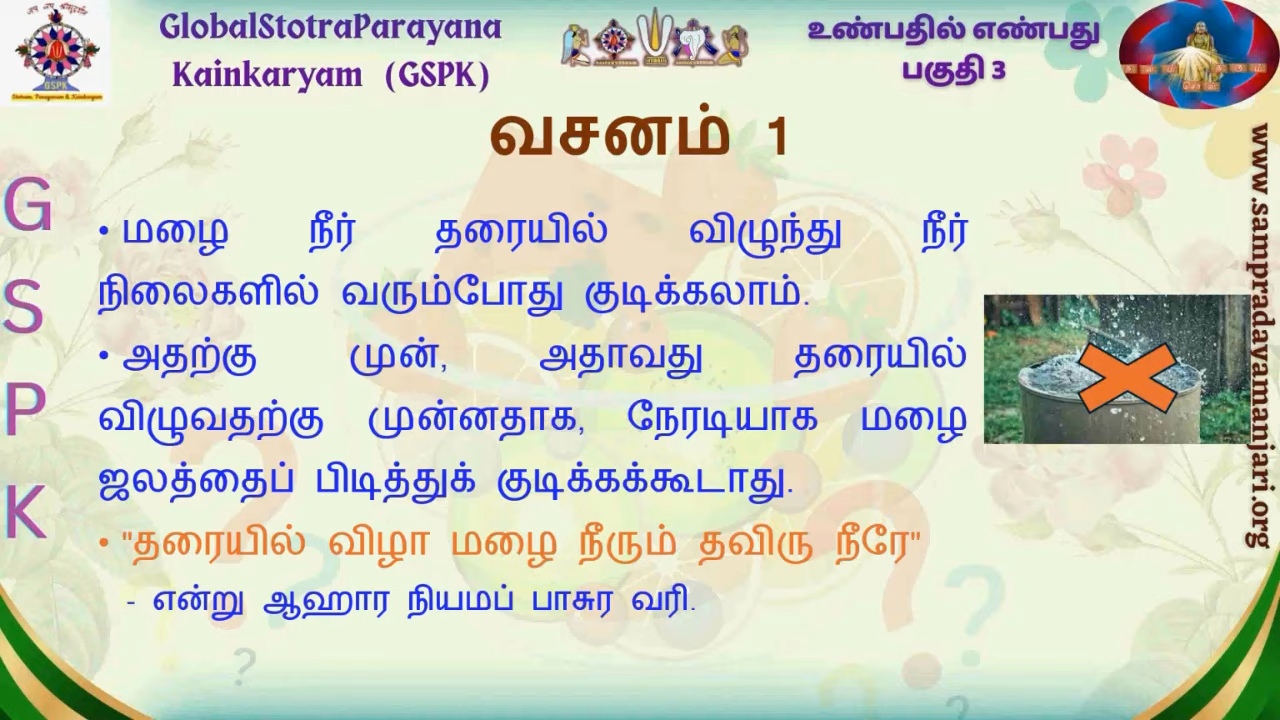 GlobalStotraParayana
Kainkaryam (GSPK)
உண்பதில் எண்பது
பகுதி 3
GSPK
வசனம் 1
• மழை நீர் தரையில் விழுந்து நீர்
நிலைகளில் வரும்போது குடிக்கலாம்.
• அதற்கு முன், அதாவது தரையில்
விழுவதற்கு முன்னதாக, நேரடியாக மழை
ஜலத்தைப் பிடித்துக் குடிக்கக்கூடாது.
• "தரையில் விழா மழை நீரும் தவிரு நீரே"
- என்று ஆஹார நியமப் பாசுர வரி.
G
S
P
K
www.sampradayamanjari.org